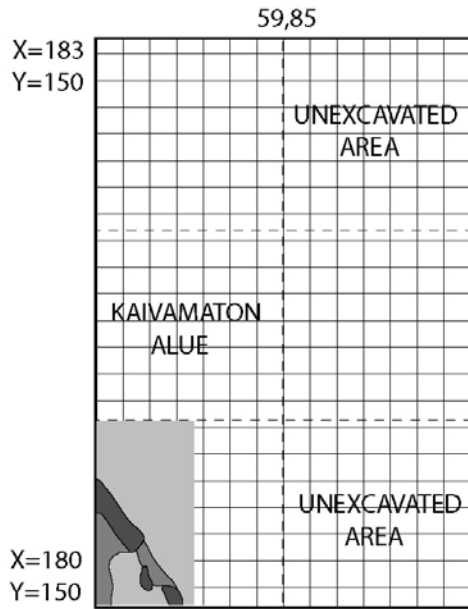 59,85
X=183
Y=150
UNEXCAVATED
AREA
KAIVAMATON
ALUE
UNEXCAVATED
AREA
X=180
Y=150